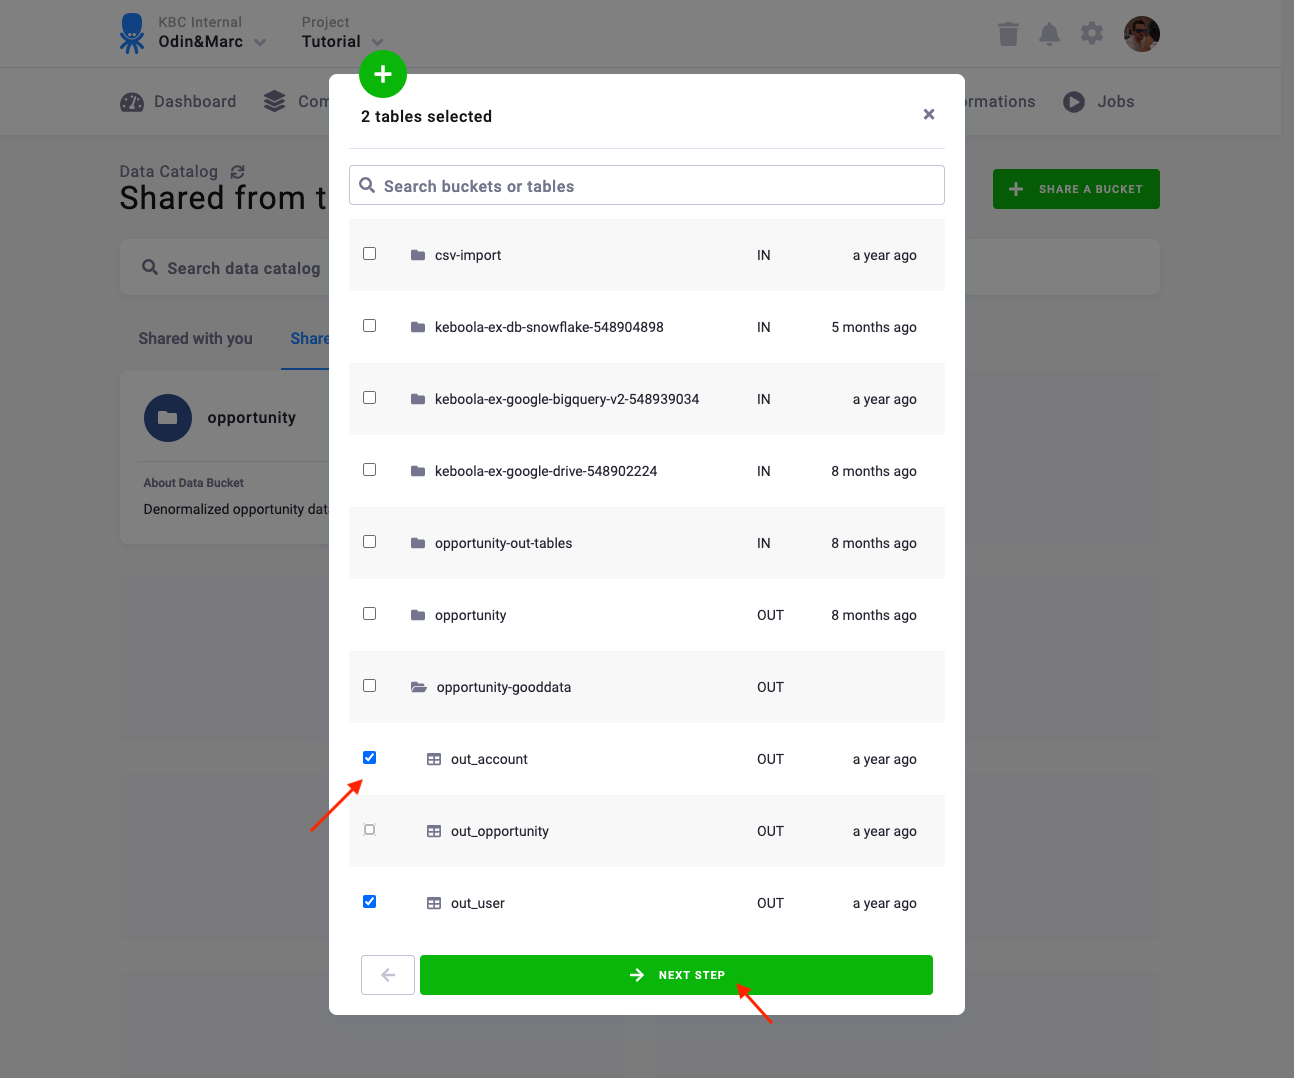 KBC Internal
Odin&Marc
Project
Tutorial
Dashboard
Com
ormations
Jobs
2 tables selected
Data Catalog
Shared from t
SHARE A BUCKET
Search buckets or tables
Search data catalog
csv-import IN a year ago
keboola-ex-db-snowflake-548904898 IN 5 months ago
Shared with you
Share
keboola-ex-google-bigquery-v2-548939034 IN a year ago
opportunity
keboola-ex-google-drive-548902224 IN 8 months ago
About Data Bucket
Denormalized opportunity dat
opportunity-out-tables IN 8 months ago
opportunity OUT 8 months ago
opportunity-gooddata OUT
out_account OUT a year ago
out_opportunity OUT a year ago
out_user OUT a year ago
NEXT STEP